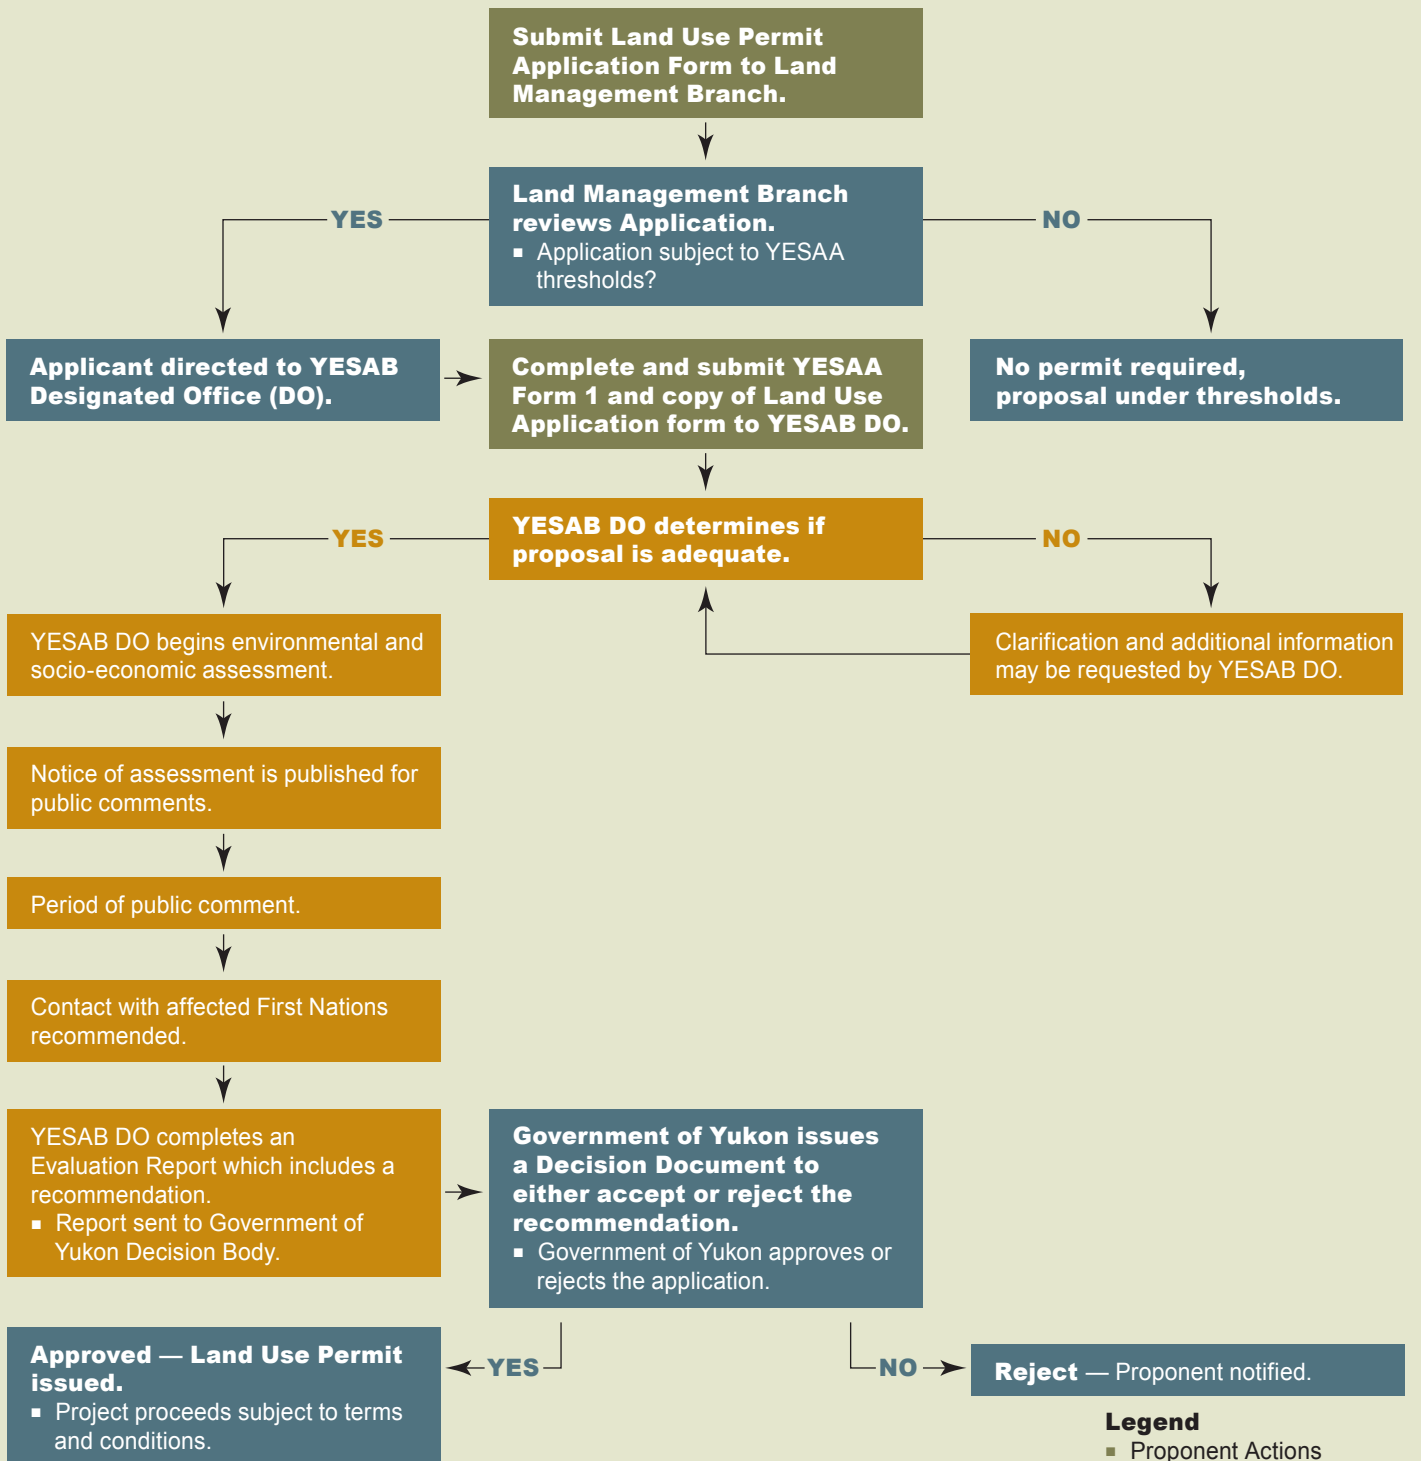 Submit Land Use Permit
Application Form to Land
Management Branch.
Land Management Branch
reviews Application.
▪ Application subject to YESAA
thresholds?
YES
NO
Applicant directed to YESAB
Designated Office (DO).
Complete and submit YESAA
Form 1 and copy of Land Use
Application form to YESAB DO.
No permit required,
proposal under thresholds.
YESAB DO determines if
proposal is adequate.
YES
NO
YESAB DO begins environmental and
socio-economic assessment.
Clarification and additional information
may be requested by YESAB DO.
Notice of assessment is published for
public comments.
Period of public comment.
Contact with affected First Nations
recommended.
YESAB DO completes an
Evaluation Report which includes a
recommendation.
▪ Report sent to Government of
Yukon Decision Body.
Government of Yukon issues
a Decision Document to
either accept or reject the
recommendation.
▪ Government of Yukon approves or
rejects the application.
YES
NO
Approved — Land Use Permit
issued.
▪ Project proceeds subject to terms
and conditions.
Reject — Proponent notified.
Legend
▪ Proponent Actions